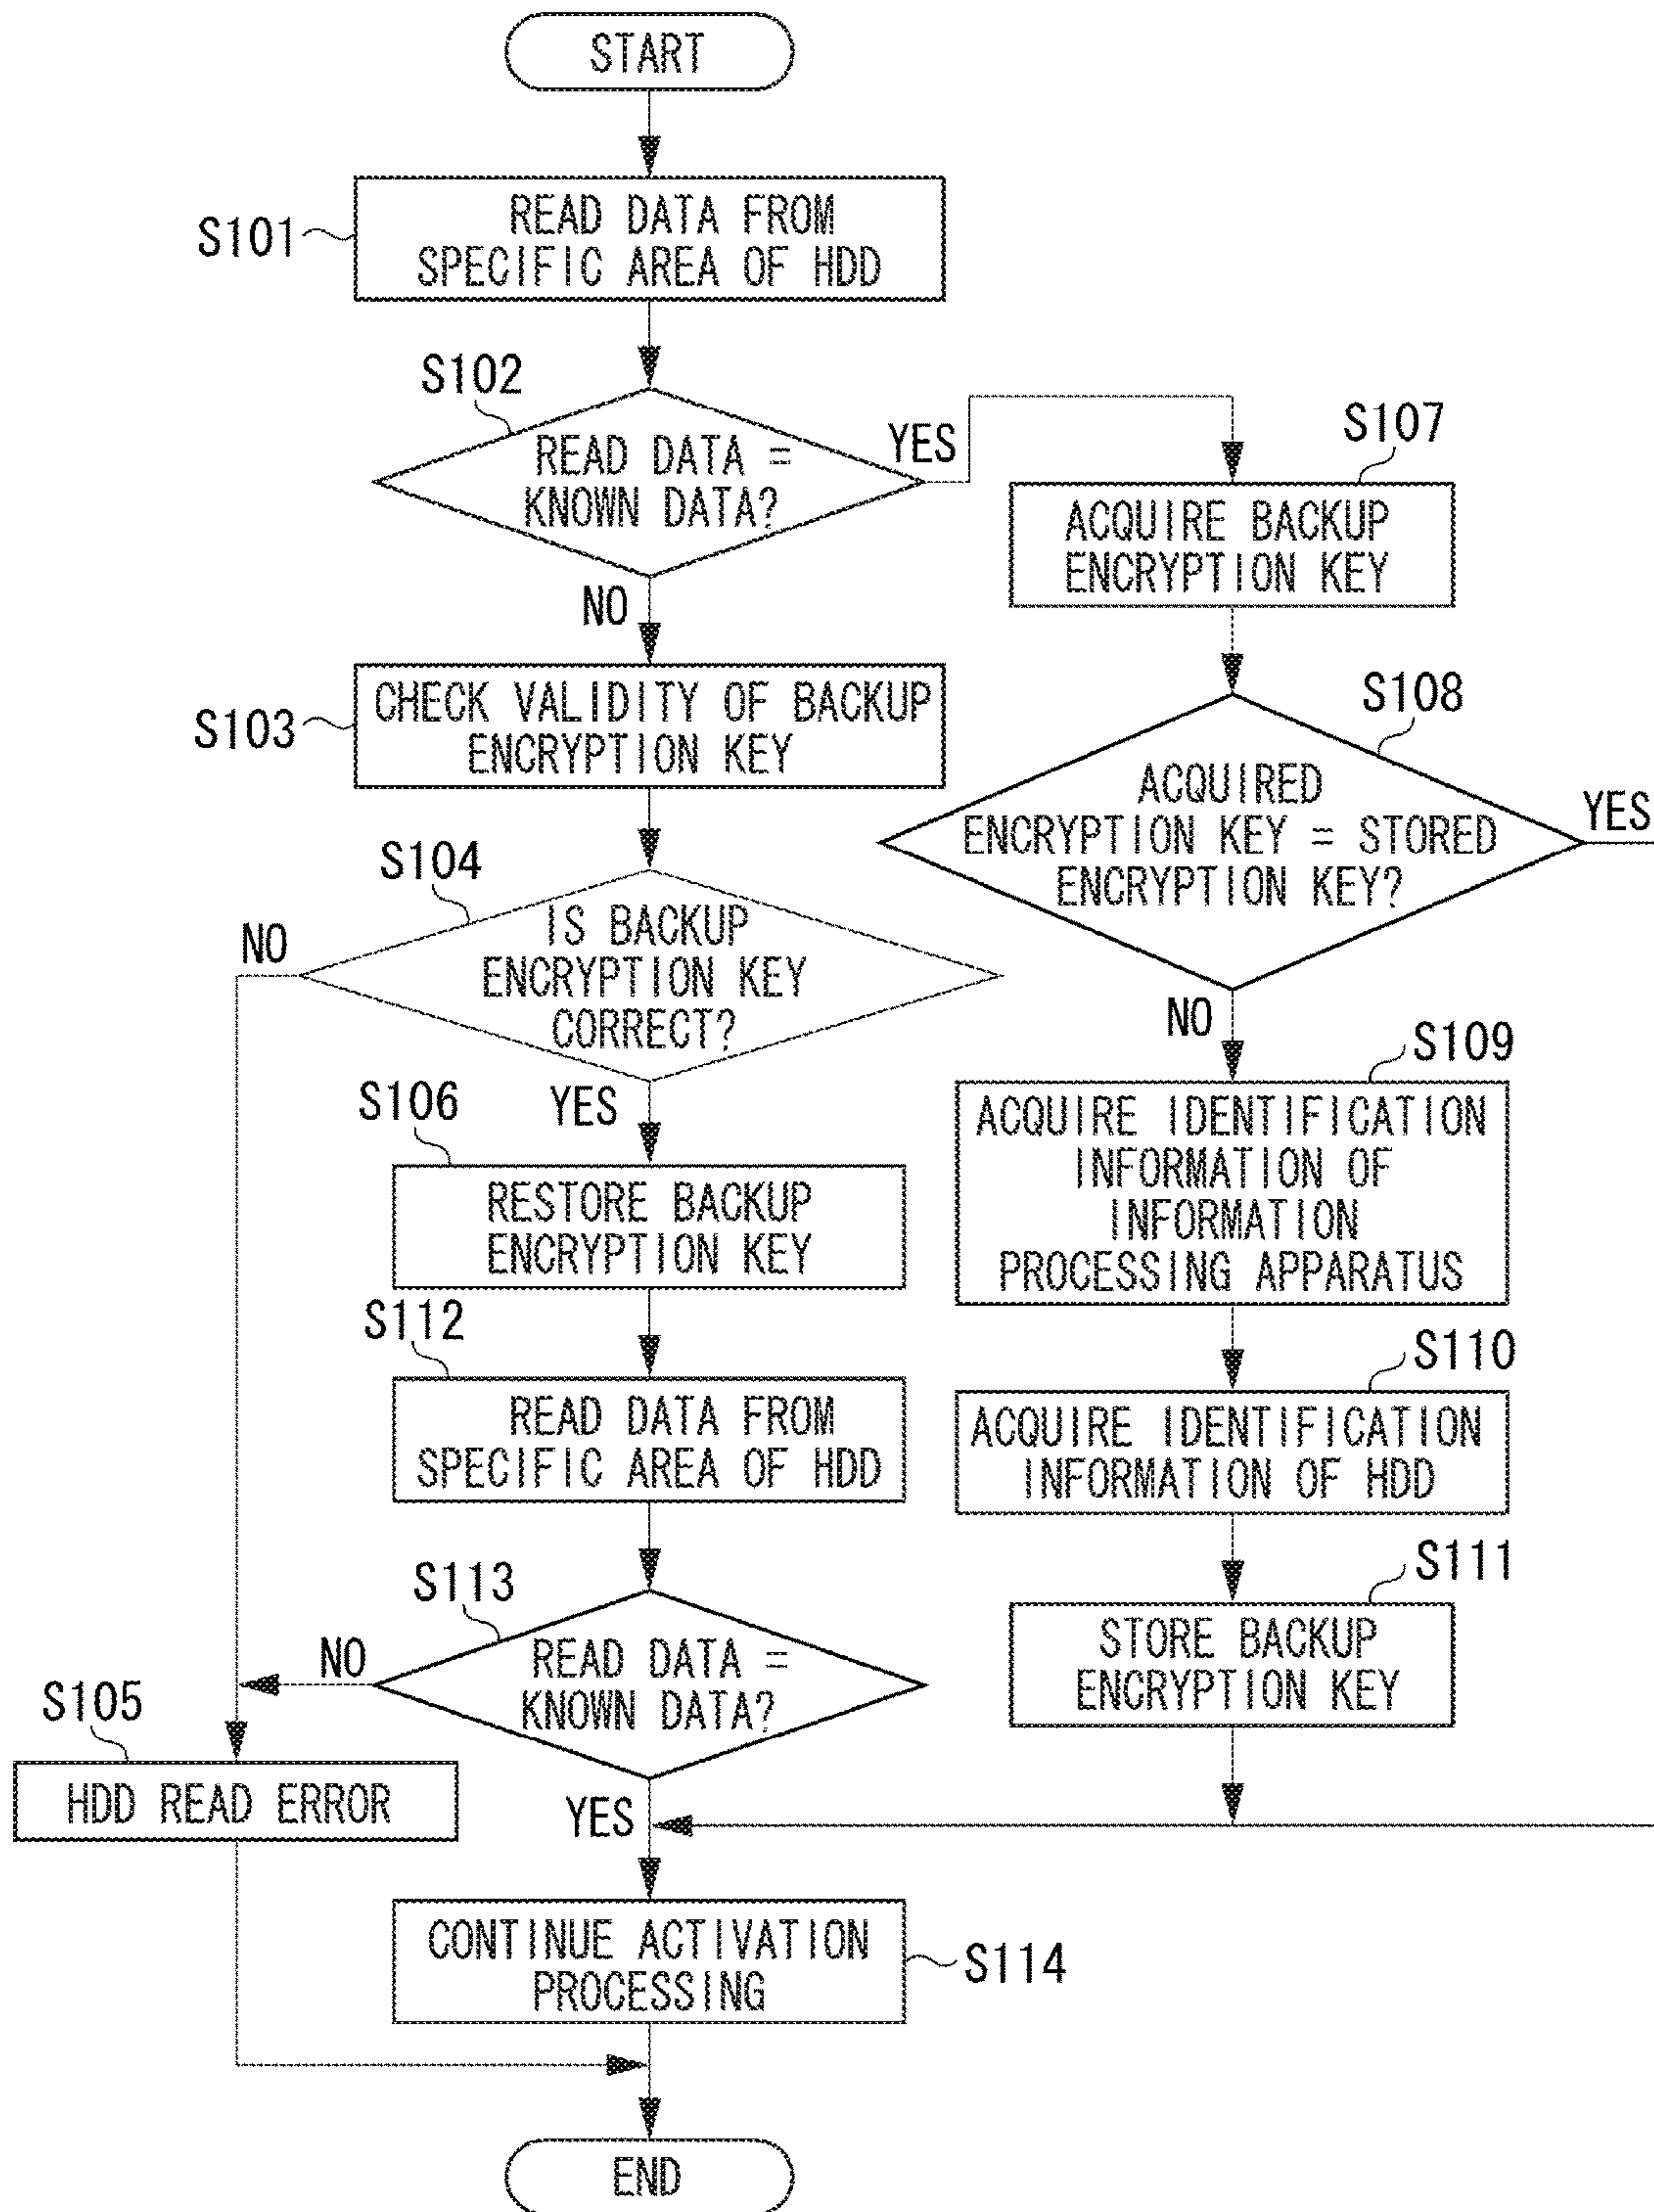 START
S101
READ DATA FROM
SPECIFIC AREA OF HDD
S102
READ DATA =
KNOWN DATA?
YES
NO
S103
CHECK VALIDITY OF BACKUP
ENCRYPTION KEY
S104
IS BACKUP
ENCRYPTION KEY
CORRECT?
NO
YES
S106
RESTORE BACKUP
ENCRYPTION KEY
S112
READ DATA FROM
SPECIFIC AREA OF HDD
S113
READ DATA =
KNOWN DATA?
NO
YES
S105
HDD READ ERROR
S107
ACQUIRE BACKUP
ENCRYPTION KEY
S108
ACQUIRED
ENCRYPTION KEY = STORED
ENCRYPTION KEY?
YES
NO
S109
ACQUIRE IDENTIFICATION
INFORMATION OF
INFORMATION
PROCESSING APPARATUS
S110
ACQUIRE IDENTIFICATION
INFORMATION OF HDD
S111
STORE BACKUP
ENCRYPTION KEY
CONTINUE ACTIVATION
PROCESSING
S114
END